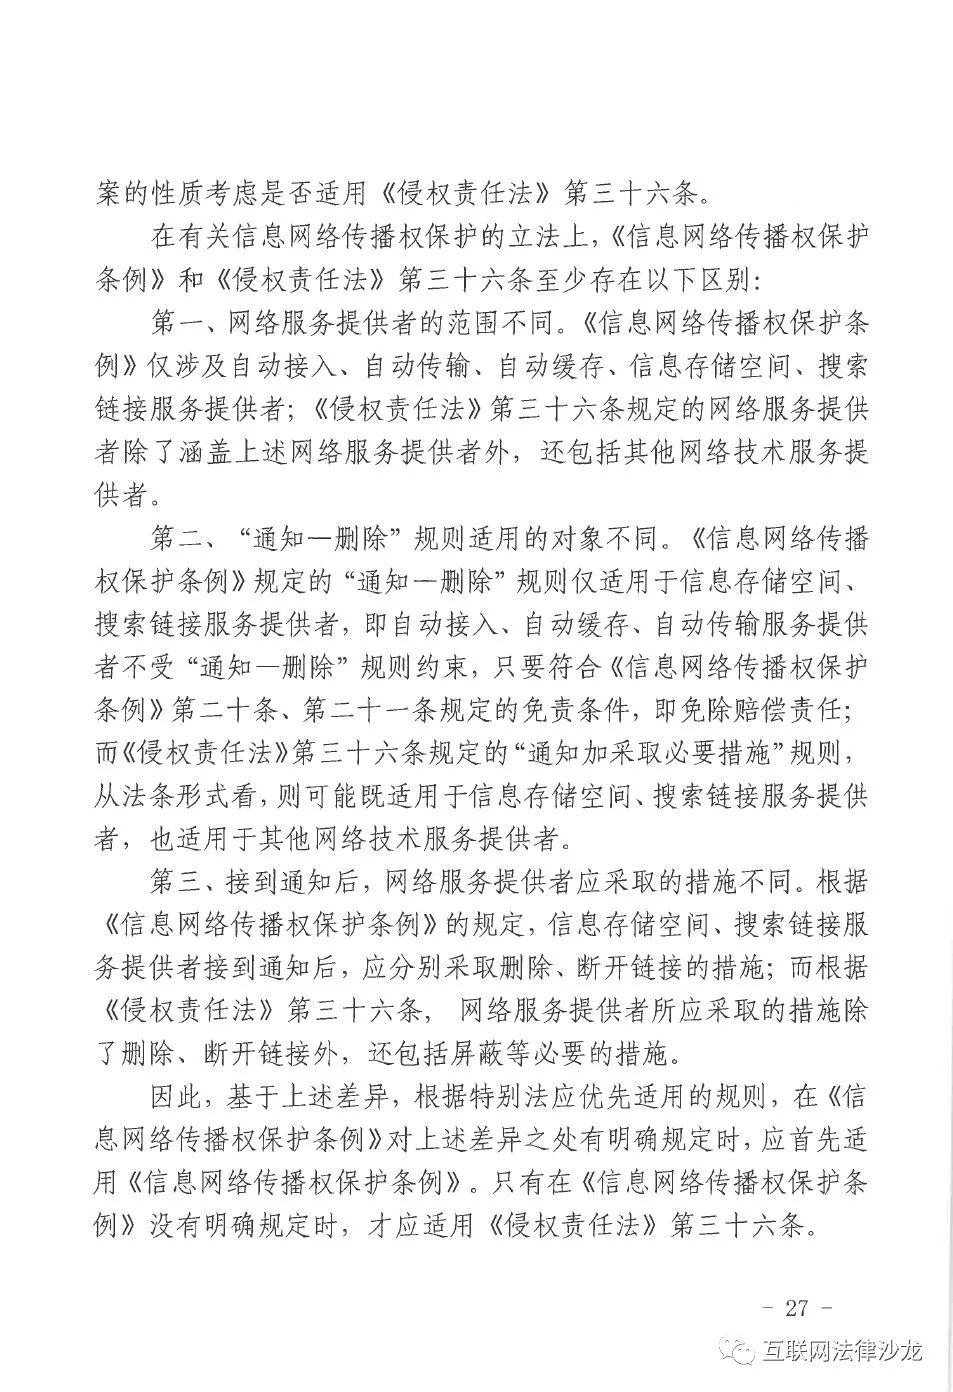 案的性质考虑是否适用《侵权责任法》第三十六条。
在有关信息网络传播权保护的立法上，《信息网络传播权保护
条例》和《侵权责任法》第三十六条至少存在以下区别：
第一、网络服务提供者的范围不同。《信息网络传播权保护条
例》仅涉及自动接入、自动传输、自动缓存、信息存储空间、搜索
链接服务提供者；《侵权责任法》第三十六条规定的网络服务提供
者除了涵盖上述网络服务提供者外，还包括其他网络技术服务提
供者。
第二、“通知—删除”规则适用的对象不同。《信息网络传播
权保护条例》规定的“通知—删除”规则仅适用于信息存储空间、
搜索链接服务提供者，即自动接入、自动缓存、自动传输服务提供
者不受“通知—删除”规则约束，只要符合《信息网络传播权保护
条例》第二十条、第二十一条规定的免责条件，即免除赔偿责任；
而《侵权责任法》第三十六条规定的“通知加采取必要措施”规则，
从法条形式看，则可能既适用于信息存储空间、搜索链接服务提供
者，也适用于其他网络技术服务提供者。
第三、接到通知后，网络服务提供者应采取的措施不同。根据
《信息网络传播权保护条例》的规定，信息存储空间、搜索链接服
务提供者接到通知后，应分别采取删除、断开链接的措施；而根据
《侵权责任法》第三十六条， 网络服务提供者所应采取的措施除
了删除、断开链接外，还包括屏蔽等必要的措施。
因此，基于上述差异，根据特别法应优先适用的规则，在《信
息网络传播权保护条例》对上述差异之处有明确规定时，应首先适
用《信息网络传播权保护条例》。只有在《信息网络传播权保护条
例》没有明确规定时，才应适用《侵权责任法》第三十六条。
- 27 -
互联网法律沙龙